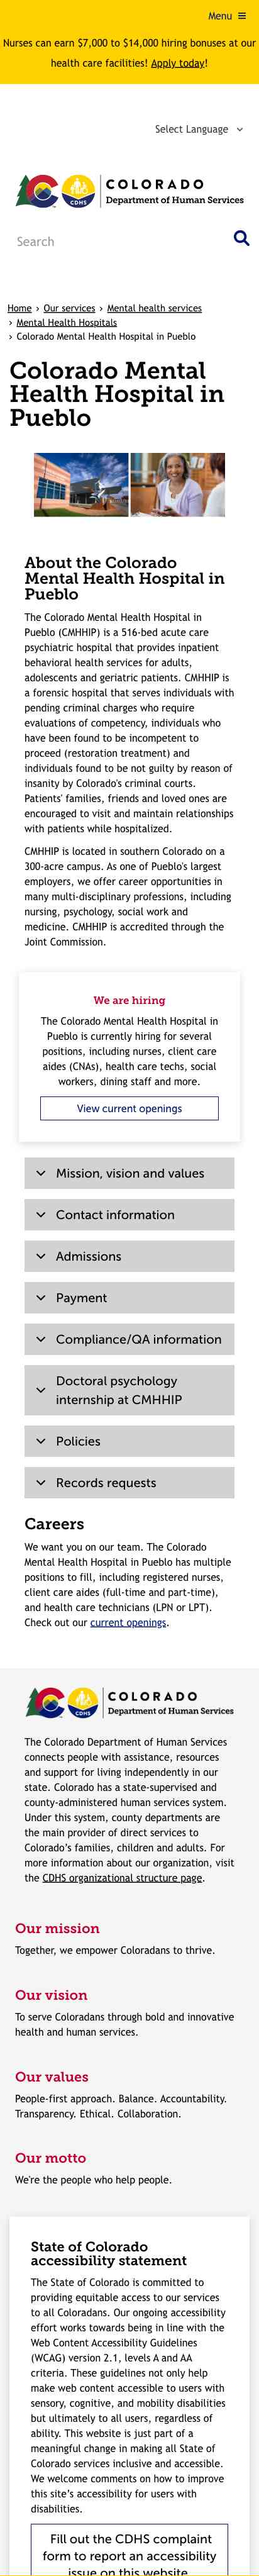 Menu
Nurses can earn $7,000 to $14,000 hiring bonuses at our
health care facilities! Apply today!
Select Language
CDHS
COLORADO
Department of Human Services
Search
Home › Our services › Mental health services
› Mental Health Hospitals
› Colorado Mental Health Hospital in Pueblo
Colorado Mental
Health Hospital in
Pueblo
About the Colorado
Mental Health Hospital in
Pueblo
The Colorado Mental Health Hospital in
Pueblo (CMHHIP) is a 516-bed acute care
psychiatric hospital that provides inpatient
behavioral health services for adults,
adolescents and geriatric patients. CMHHIP is
a forensic hospital that serves individuals with
pending criminal charges who require
evaluations of competency, individuals who
have been found to be incompetent to
proceed (restoration treatment) and
individuals found to be not guilty by reason of
insanity by Colorado's criminal courts.
Patients' families, friends and loved ones are
encouraged to visit and maintain relationships
with patients while hospitalized.
CMHHIP is located in southern Colorado on a
300-acre campus. As one of Pueblo's largest
employers, we offer career opportunities in
many multi-disciplinary professions, including
nursing, psychology, social work and
medicine. CMHHIP is accredited through the
Joint Commission.
We are hiring
The Colorado Mental Health Hospital in
Pueblo is currently hiring for several
positions, including nurses, client care
aides (CNAs), health care techs, social
workers, dining staff and more.
View current openings
Mission, vision and values
Contact information
Admissions
Payment
Compliance/QA information
Doctoral psychology
internship at CMHHIP
Policies
Records requests
Careers
We want you on our team. The Colorado
Mental Health Hospital in Pueblo has multiple
positions to fill, including registered nurses,
client care aides (full-time and part-time),
and health care technicians (LPN or LPT).
Check out our current openings.
CDHS
COLORADO
Department of Human Services
The Colorado Department of Human Services
connects people with assistance, resources
and support for living independently in our
state. Colorado has a state-supervised and
county-administered human services system.
Under this system, county departments are
the main provider of direct services to
Colorado's families, children and adults. For
more information about our organization, visit
the CDHS organizational structure page.
Our mission
Together, we empower Coloradans to thrive.
Our vision
To serve Coloradans through bold and innovative
health and human services.
Our values
People-first approach. Balance. Accountability.
Transparency. Ethical. Collaboration.
Our motto
We're the people who help people.
State of Colorado
accessibility statement
The State of Colorado is committed to
providing equitable access to our services
to all Coloradans. Our ongoing accessibility
effort works towards being in line with the
Web Content Accessibility Guidelines
(WCAG) version 2.1, levels A and AA
criteria. These guidelines not only help
make web content accessible to users with
sensory, cognitive, and mobility disabilities
but ultimately to all users, regardless of
ability. This website is just part of a
meaningful change in making all State of
Colorado services inclusive and accessible.
We welcome comments on how to improve
this site's accessibility for users with
disabilities.
Fill out the CDHS complaint
form to report an accessibility
issue on this website